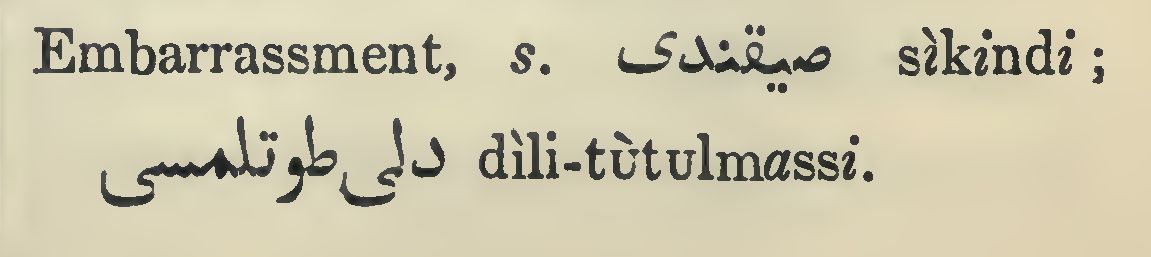 Embarrassment, s. صیقندی sìkindi ;
دلی طوتلمسی dìli-tùtulmassi.